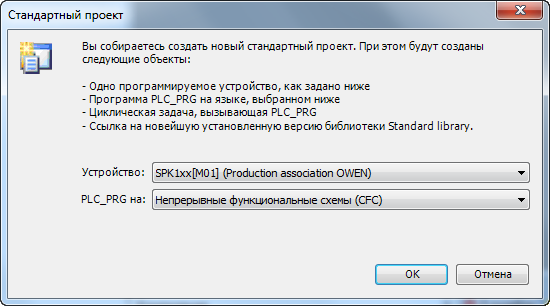 Стандартный проект
Вы собираетесь создать новый стандартный проект. При этом будут созданы
следующие объекты:
- Одно программируемое устройство, как задано ниже
- Программа PLC_PRG на языке, выбранном ниже
- Циклическая задача, вызывающая PLC_PRG
- Ссылка на новейшую установленную версию библиотеки Standard library.
Устройство: SPK1xx[M01] (Production association OWEN)
PLC_PRG на: Непрерывные функциональные схемы (CFC)
OK Отмена